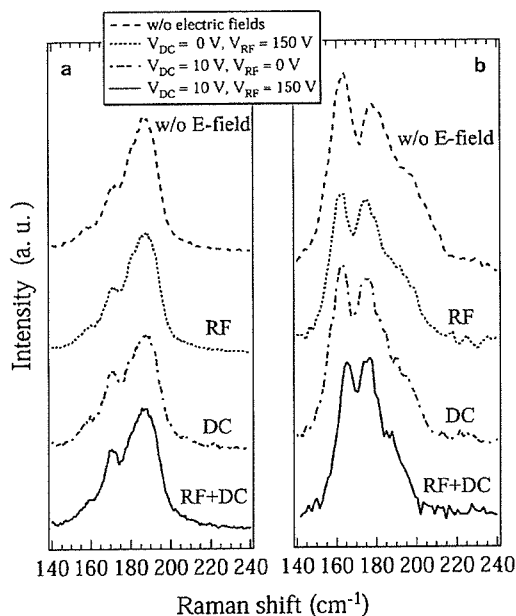 w/o electric fields
V_DC = 0 V, V_RF = 150 V
V_DC = 10 V, V_RF = 0 V
V_DC = 10 V, V_RF = 150 V
a
b
w/o E-field
w/o E-field
RF
RF
DC
DC
RF+DC
RF+DC
Intensity (a. u.)
140 160 180 200 220 240
140 160 180 200 220 240
Raman shift (cm⁻¹)